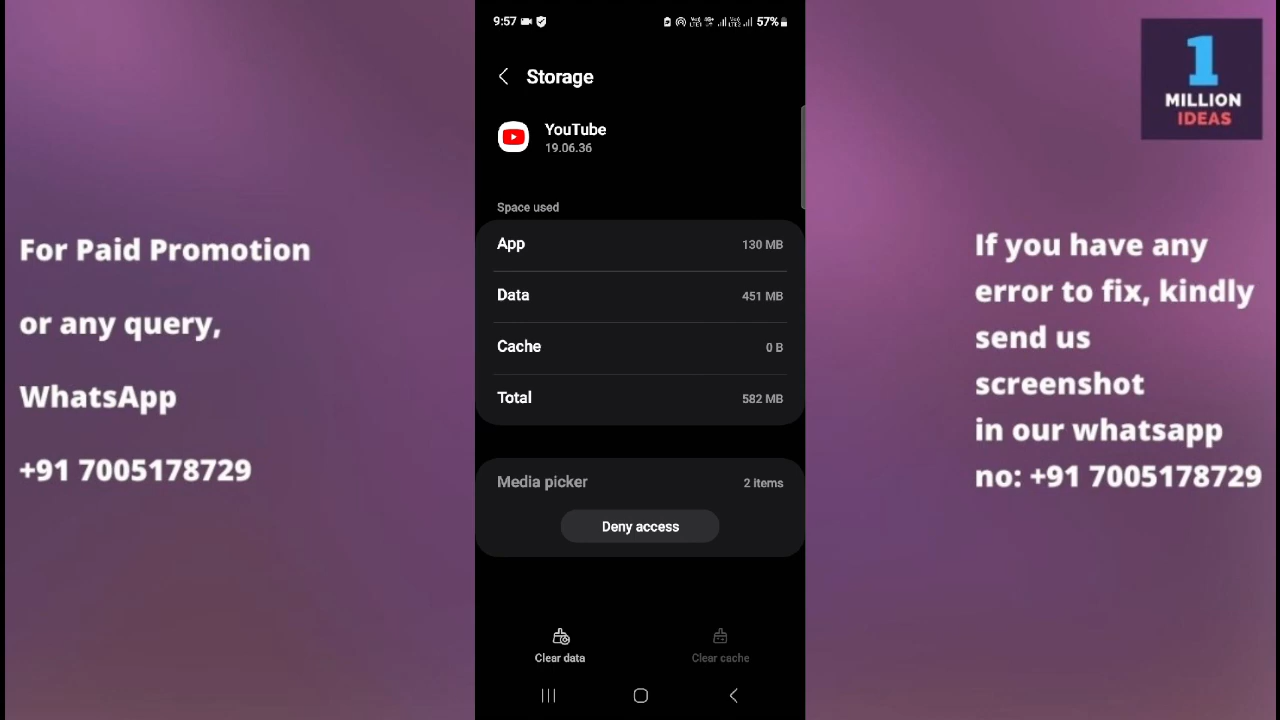 9:57
57%
Storage
YouTube
19.06.36
Space used
App 130 MB
Data 451 MB
Cache 0 B
Total 582 MB
Media picker 2 items
Deny access
Clear data Clear cache
For Paid Promotion
or any query,
WhatsApp
+91 7005178729
1
MILLION
IDEAS
If you have any
error to fix, kindly
send us
screenshot
in our whatsapp
no: +91 7005178729